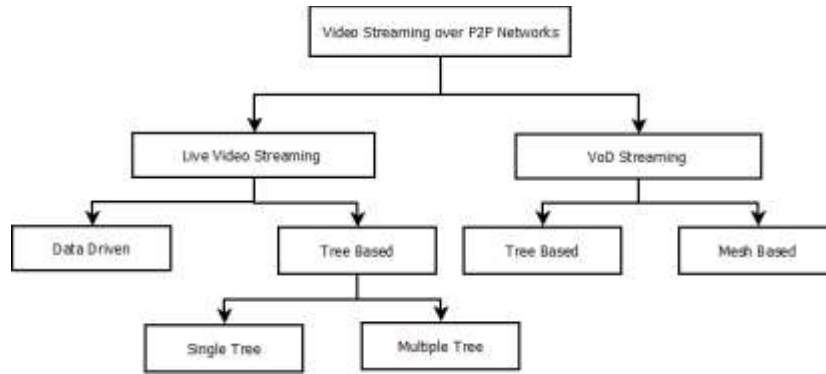 Video Streaming over P2P Networks
Live Video Streaming
VoD Streaming
Data Driven
Tree Based
Tree Based
Mesh Based
Single Tree
Multiple Tree